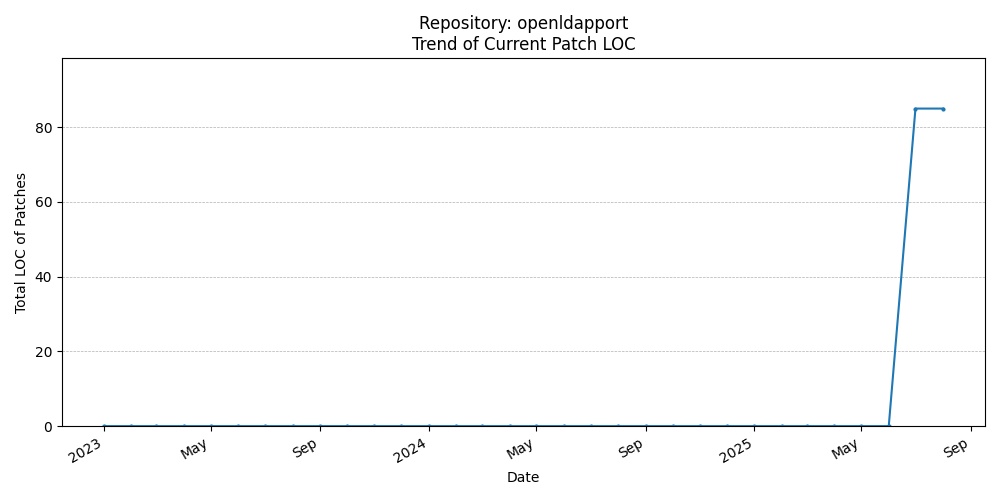 Repository: openldapport
Trend of Current Patch LOC
Total LOC of Patches
80
60
40
20
0
2023
May
Sep
2024
May
Sep
2025
May
Sep
Date